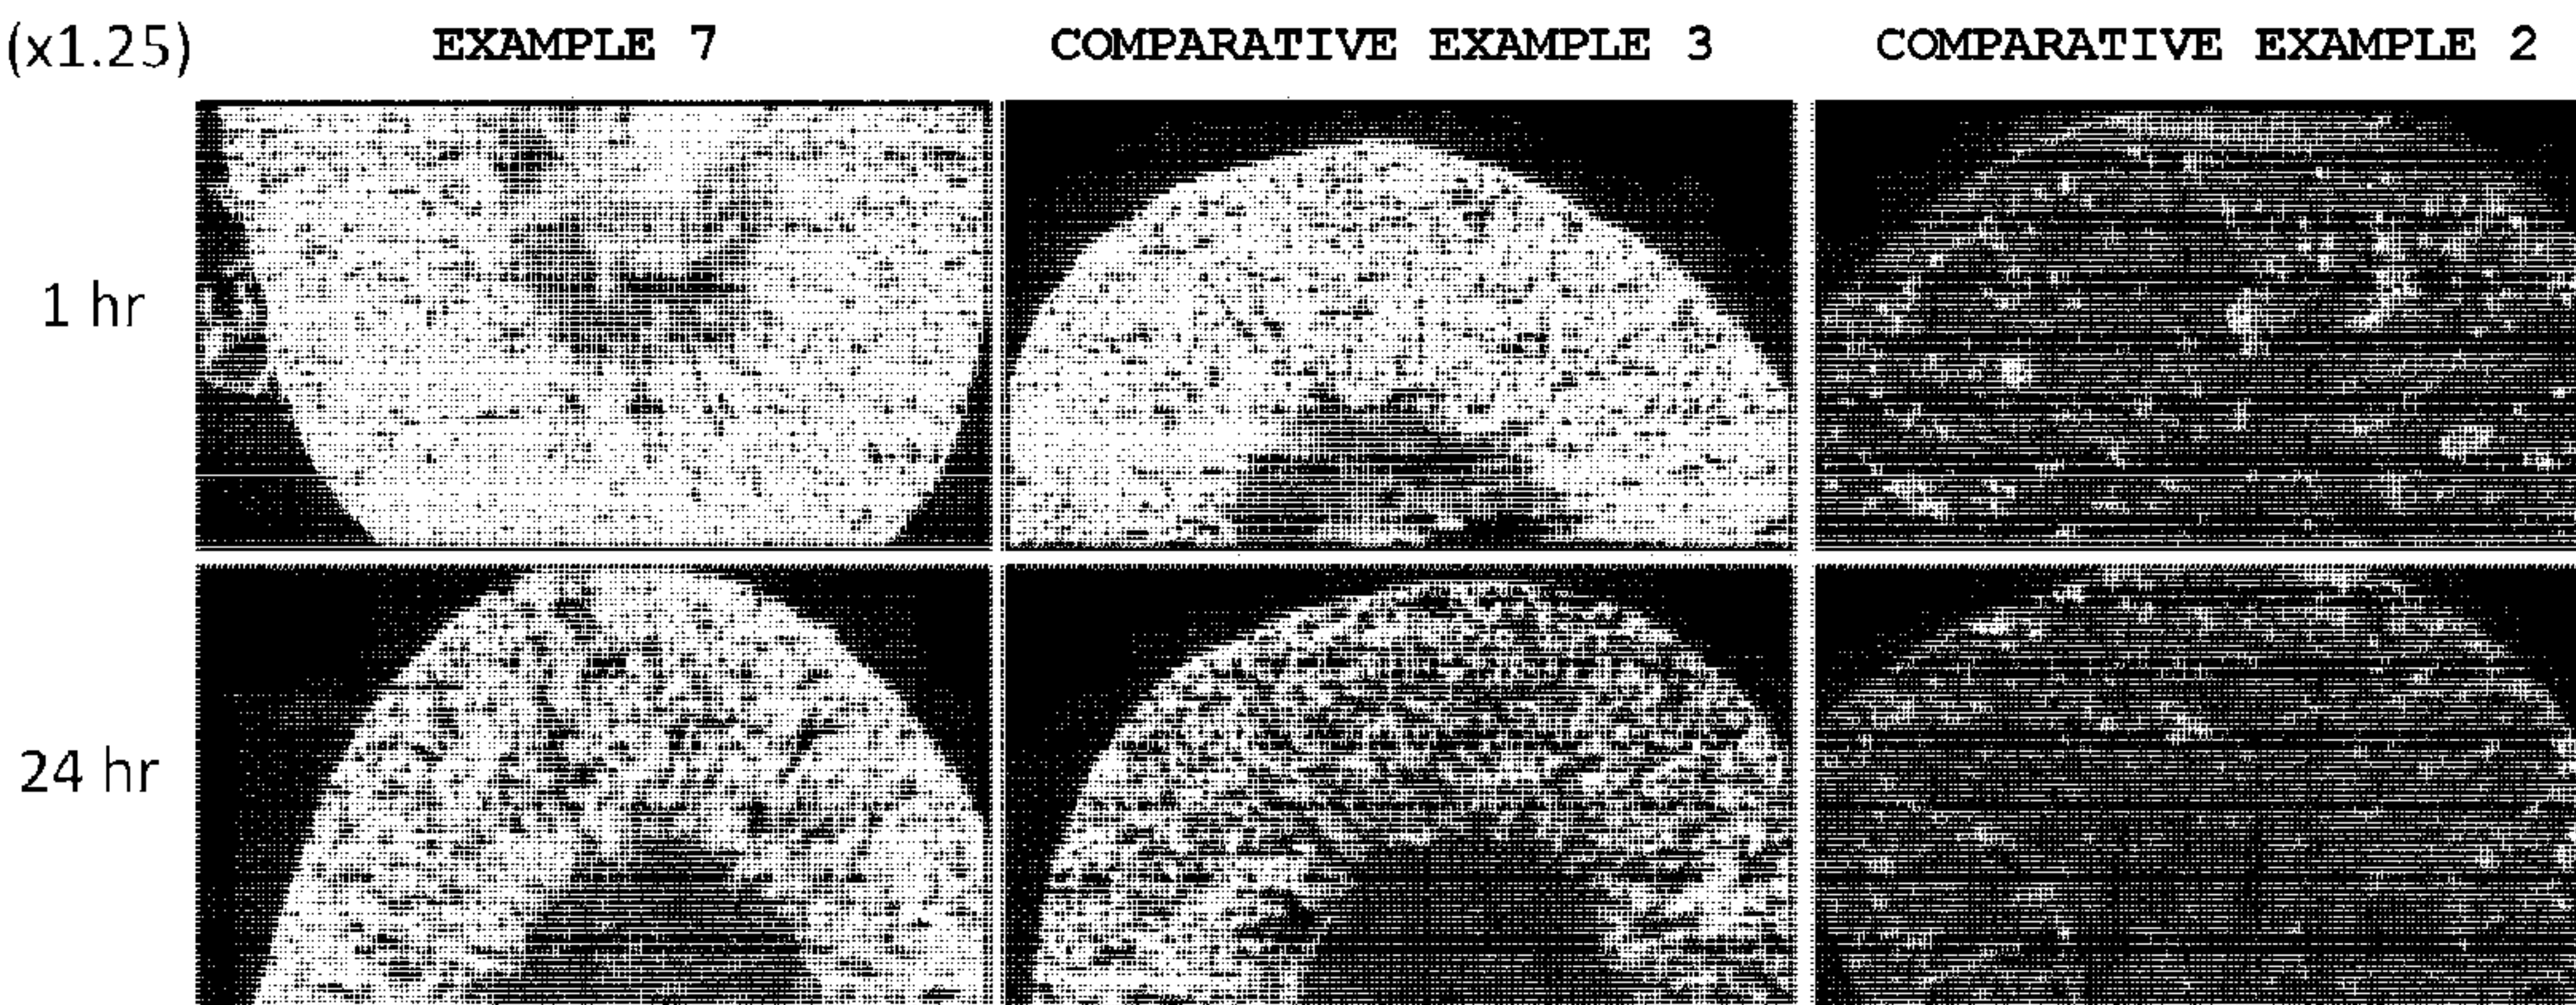 (x1.25) EXAMPLE 7 COMPARATIVE EXAMPLE 3 COMPARATIVE EXAMPLE 2
1 hr
24 hr